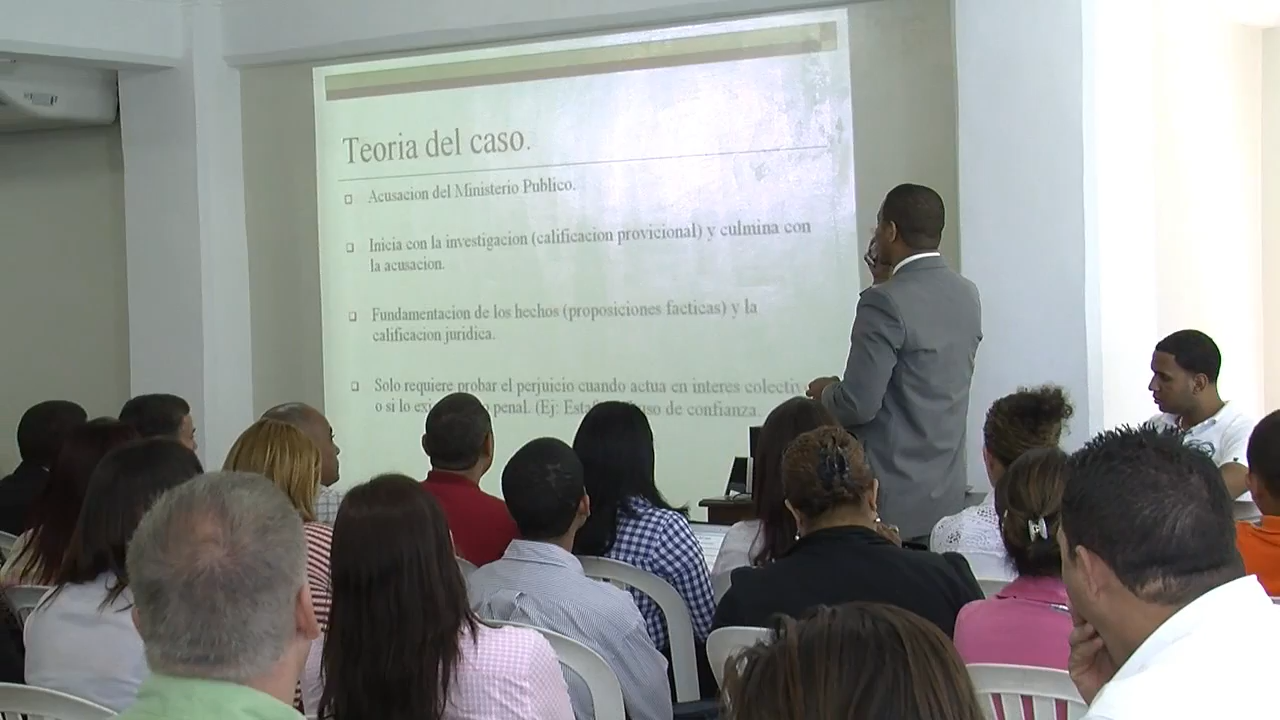 Teoria del caso.
Acusacion del Ministerio Publico.
Inicia con la investigacion (calificacion provicional) y culmina con
la acusacion.
Fundamentacion de los hechos (proposiciones facticas) y la
calificacion juridica.
Solo requiere probar el perjuicio cuando actua en interes
o si lo penal. (Ej: de confianza.